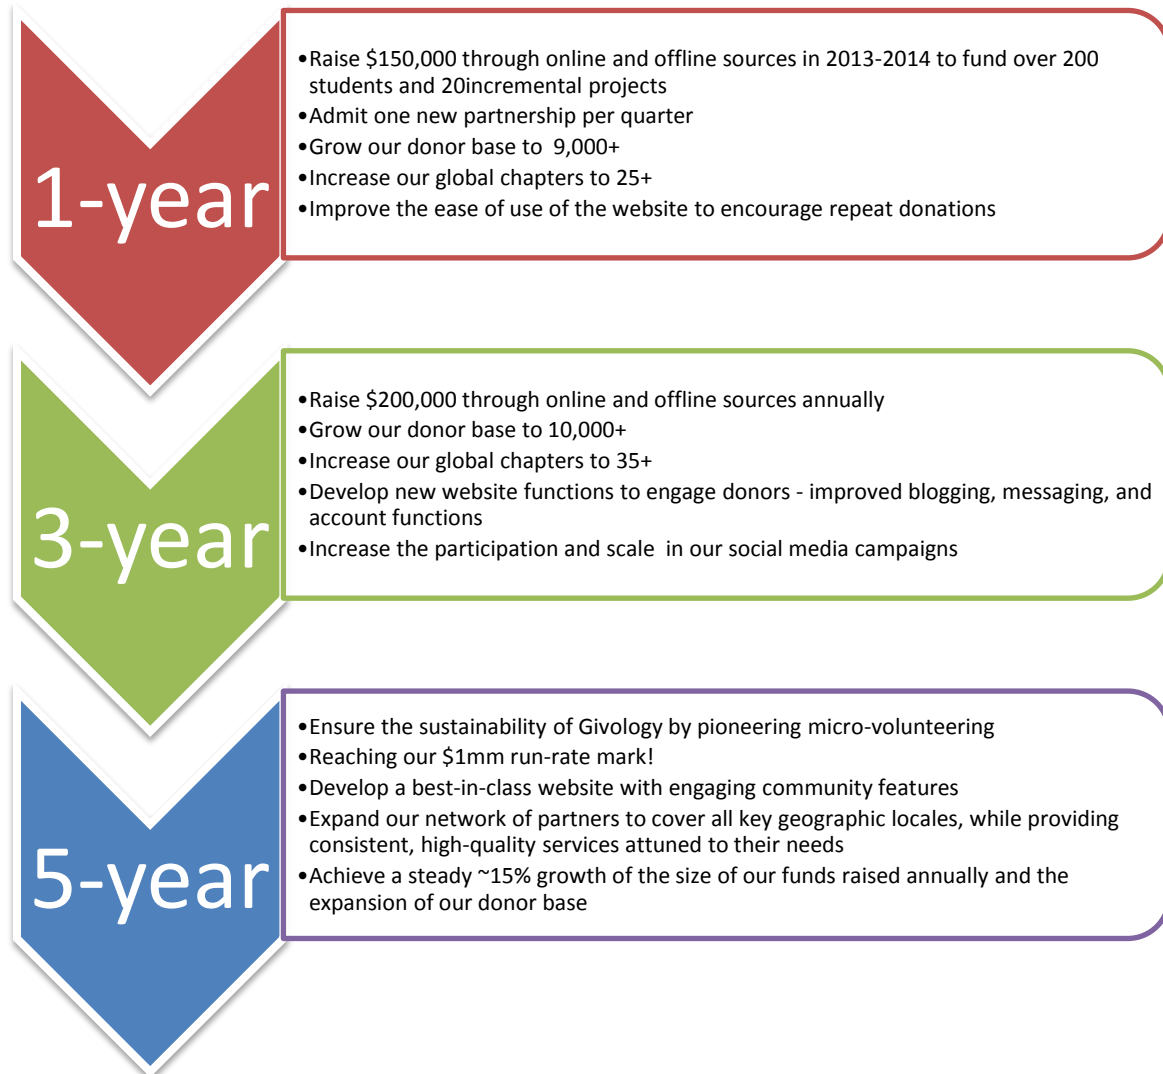 1-year
•Raise $150,000 through online and offline sources in 2013-2014 to fund over 200
students and 20incremental projects
•Admit one new partnership per quarter
•Grow our donor base to 9,000+
•Increase our global chapters to 25+
•Improve the ease of use of the website to encourage repeat donations
3-year
•Raise $200,000 through online and offline sources annually
•Grow our donor base to 10,000+
•Increase our global chapters to 35+
•Develop new website functions to engage donors - improved blogging, messaging, and
account functions
•Increase the participation and scale in our social media campaigns
5-year
•Ensure the sustainability of Givology by pioneering micro-volunteering
•Reaching our $1mm run-rate mark!
•Develop a best-in-class website with engaging community features
•Expand our network of partners to cover all key geographic locales, while providing
consistent, high-quality services attuned to their needs
•Achieve a steady ~15% growth of the size of our funds raised annually and the
expansion of our donor base